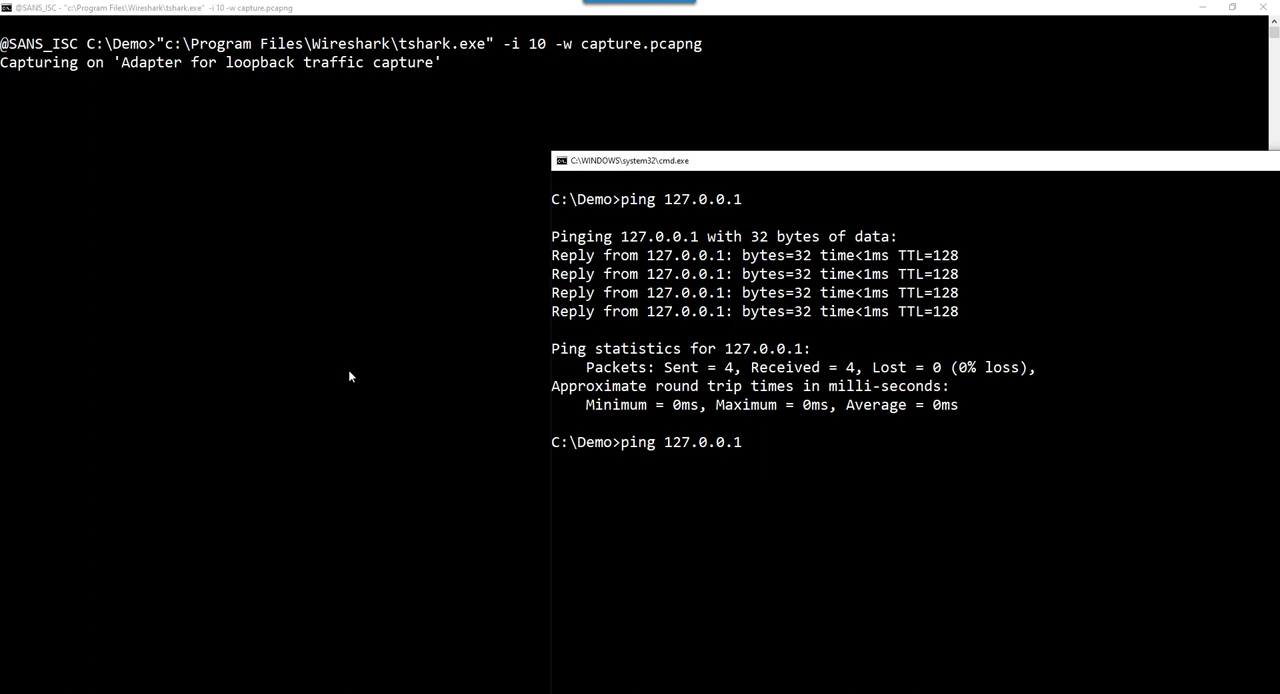 @SANS_ISC - "c:\Program Files\Wireshark\tshark.exe"  -i 10 -w capture.pcapng
@SANS_ISC C:\Demo>"c:\Program Files\Wireshark\tshark.exe" -i 10 -w capture.pcapng
Capturing on 'Adapter for loopback traffic capture'
C:\WINDOWS\system32\cmd.exe
C:\Demo>ping 127.0.0.1
Pinging 127.0.0.1 with 32 bytes of data:
Reply from 127.0.0.1: bytes=32 time<1ms TTL=128
Reply from 127.0.0.1: bytes=32 time<1ms TTL=128
Reply from 127.0.0.1: bytes=32 time<1ms TTL=128
Reply from 127.0.0.1: bytes=32 time<1ms TTL=128
Ping statistics for 127.0.0.1:
    Packets: Sent = 4, Received = 4, Lost = 0 (0% loss),
Approximate round trip times in milli-seconds:
    Minimum = 0ms, Maximum = 0ms, Average = 0ms
C:\Demo>ping 127.0.0.1